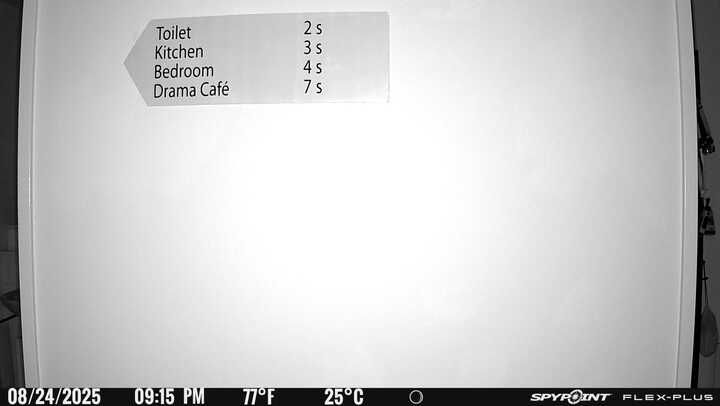 Toilet 2 s
Kitchen 3 s
Bedroom 4 s
Drama Café 7 s
08/24/2025 09:15 PM 77°F 25°C SPYPOINT FLEX-PLUS